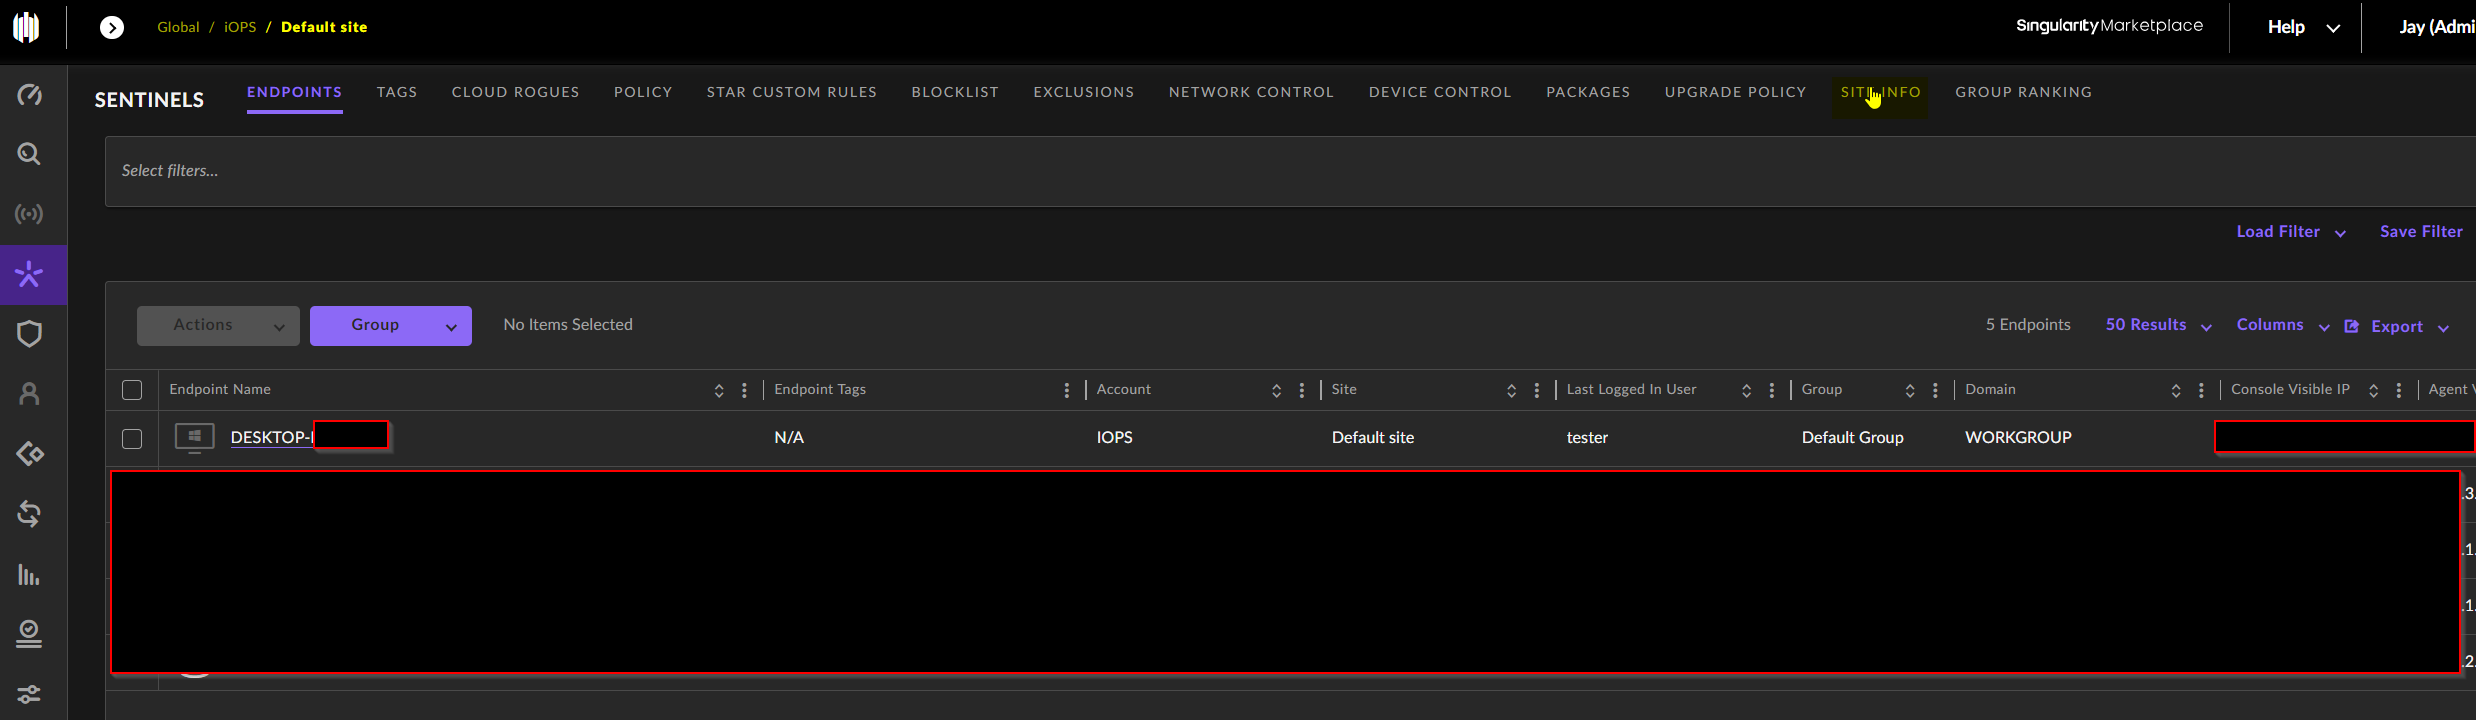 Global / iOPS / Default site
Singularity Marketplace
Help
Jay (Admi
SENTINELS
ENDPOINTS
TAGS
CLOUD ROGUES
POLICY
STAR CUSTOM RULES
BLOCKLIST
EXCLUSIONS
NETWORK CONTROL
DEVICE CONTROL
PACKAGES
UPGRADE POLICY
SITE INFO
GROUP RANKING
Select filters...
Load Filter
Save Filter
Actions
Group
No Items Selected
5 Endpoints
50 Results
Columns
Export
Endpoint Name
Endpoint Tags
Account
Site
Last Logged In User
Group
Domain
Console Visible IP
Agent V
DESKTOP-
N/A
IOPS
Default site
tester
Default Group
WORKGROUP
.3.
.1.
.1.
.2.